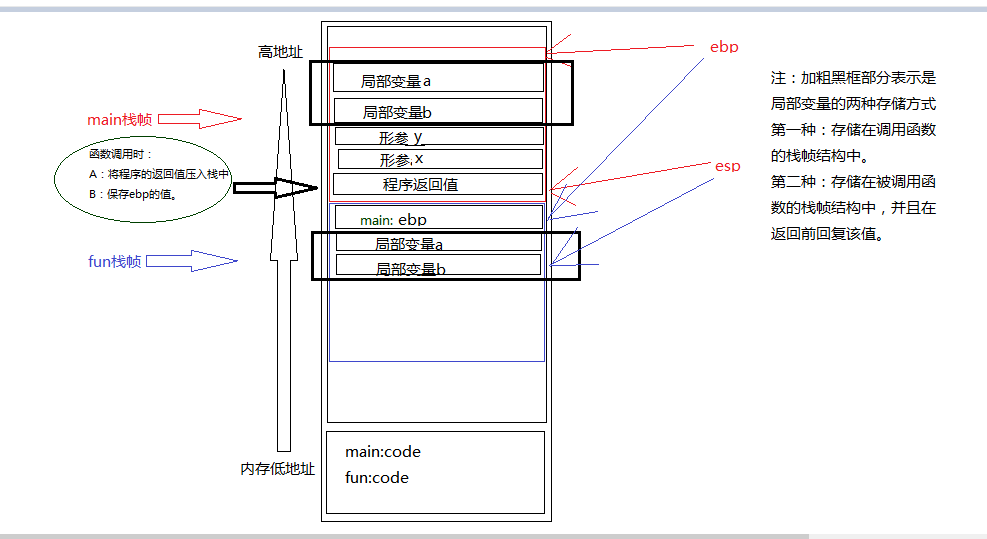 高地址
ebp
局部变量a
局部变量b
main栈帧
形参 y
形参 x
程序返回值
函数调用时：
A：将程序的返回值压入栈中
B：保存ebp的值。
esp
main: ebp
局部变量a
局部变量b
fun栈帧
main:code
fun:code
内存低地址
注：加粗黑框部分表示是
局部变量的两种存储方式
第一种：存储在调用函数
的栈帧结构中。
第二种：存储在被调用函
数的栈帧结构中，并且在
返回前回复该值。